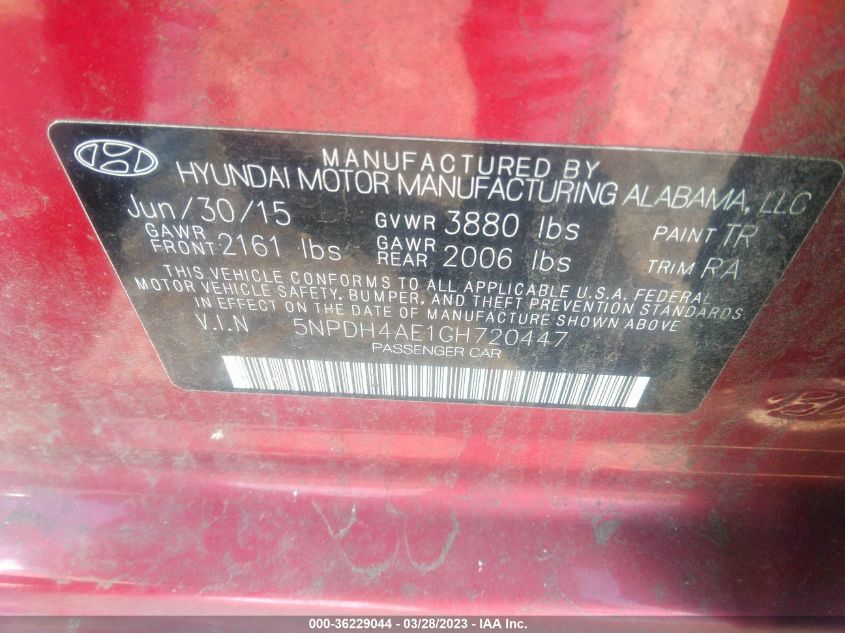 MANUFACTURED BY
HYUNDAI MOTOR MANUFACTURING ALABAMA, LLC
Jun/30/15 GVWR 3880 lbs PAINT TR
GAWR FRONT 2161 lbs GAWR REAR 2006 lbs TRIM RA
THIS VEHICLE CONFORMS TO ALL APPLICABLE U.S.A. FEDERAL
MOTOR VEHICLE SAFETY, BUMPER, AND THEFT PREVENTION STANDARDS
IN EFFECT ON THE DATE OF MANUFACTURE SHOWN ABOVE
V.I.N 5NPDH4AE1GH720447
PASSENGER CAR
000-36229044 - 03/28/2023 - IAA Inc.